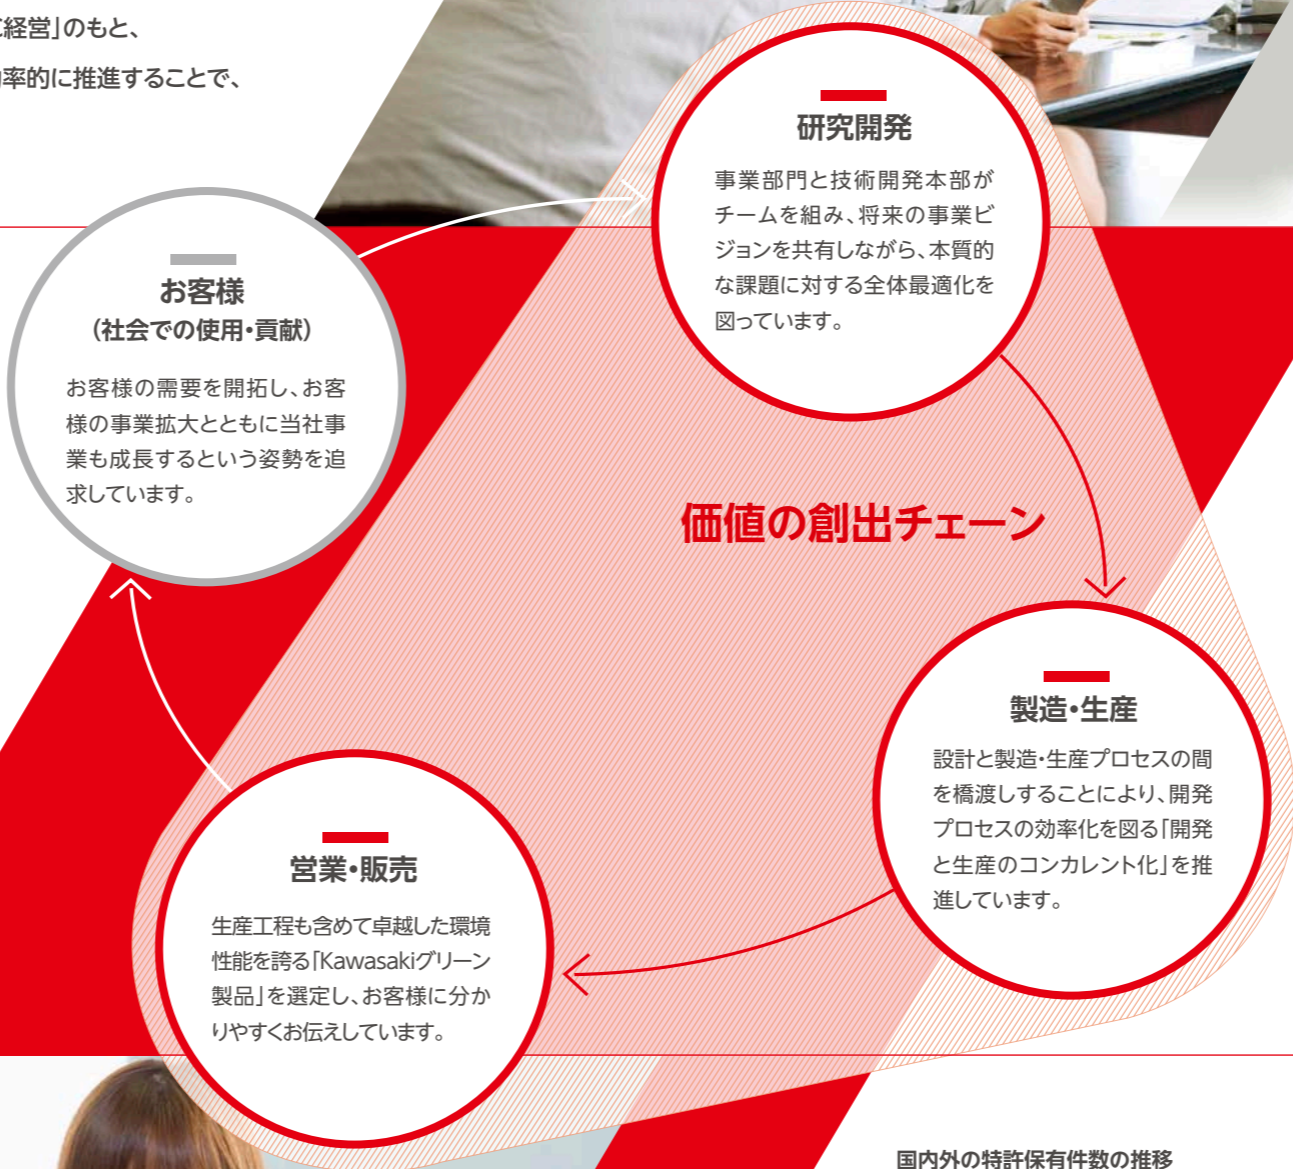 経営」のもと、
率的に推進することで、
研究開発
事業部門と技術開発本部が
チームを組み、将来の事業ビ
ジョンを共有しながら、本質的
な課題に対する全体最適化を
図っています。
お客様
（社会での使用・貢献）
お客様の需要を開拓し、お客
様の事業拡大とともに当社事
業も成長するという姿勢を追
求しています。
価値の創出チェーン
製造・生産
設計と製造・生産プロセスの間
を橋渡しすることにより、開発
プロセスの効率化を図る「開発
と生産のコンカレント化」を推
進しています。
営業・販売
生産工程も含めて卓越した環境
性能を誇る「Kawasakiグリーン
製品」を選定し、お客様に分か
りやすくお伝えしています。
国内外の特許保有件数の推移